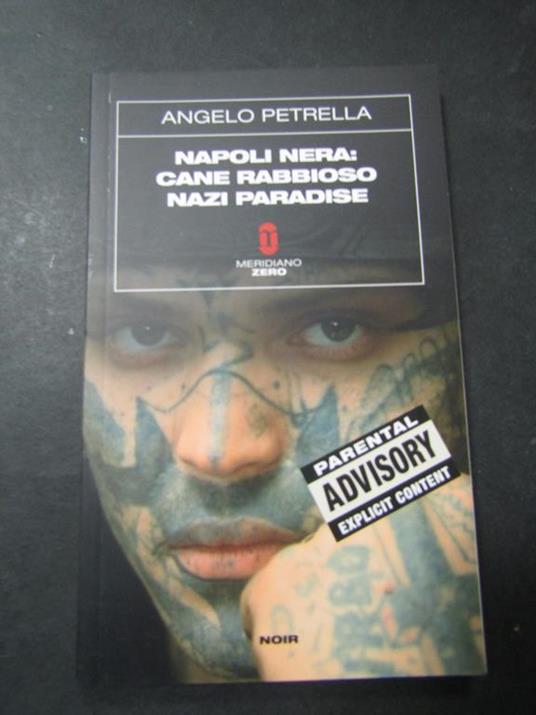 ANGELO PETRELLA
NAPOLI NERA:
CANE RABBIOSO
NAZI PARADISE
MERIDIANO
ZERO
PARENTAL
ADVISORY
EXPLICIT CONTENT
NOIR